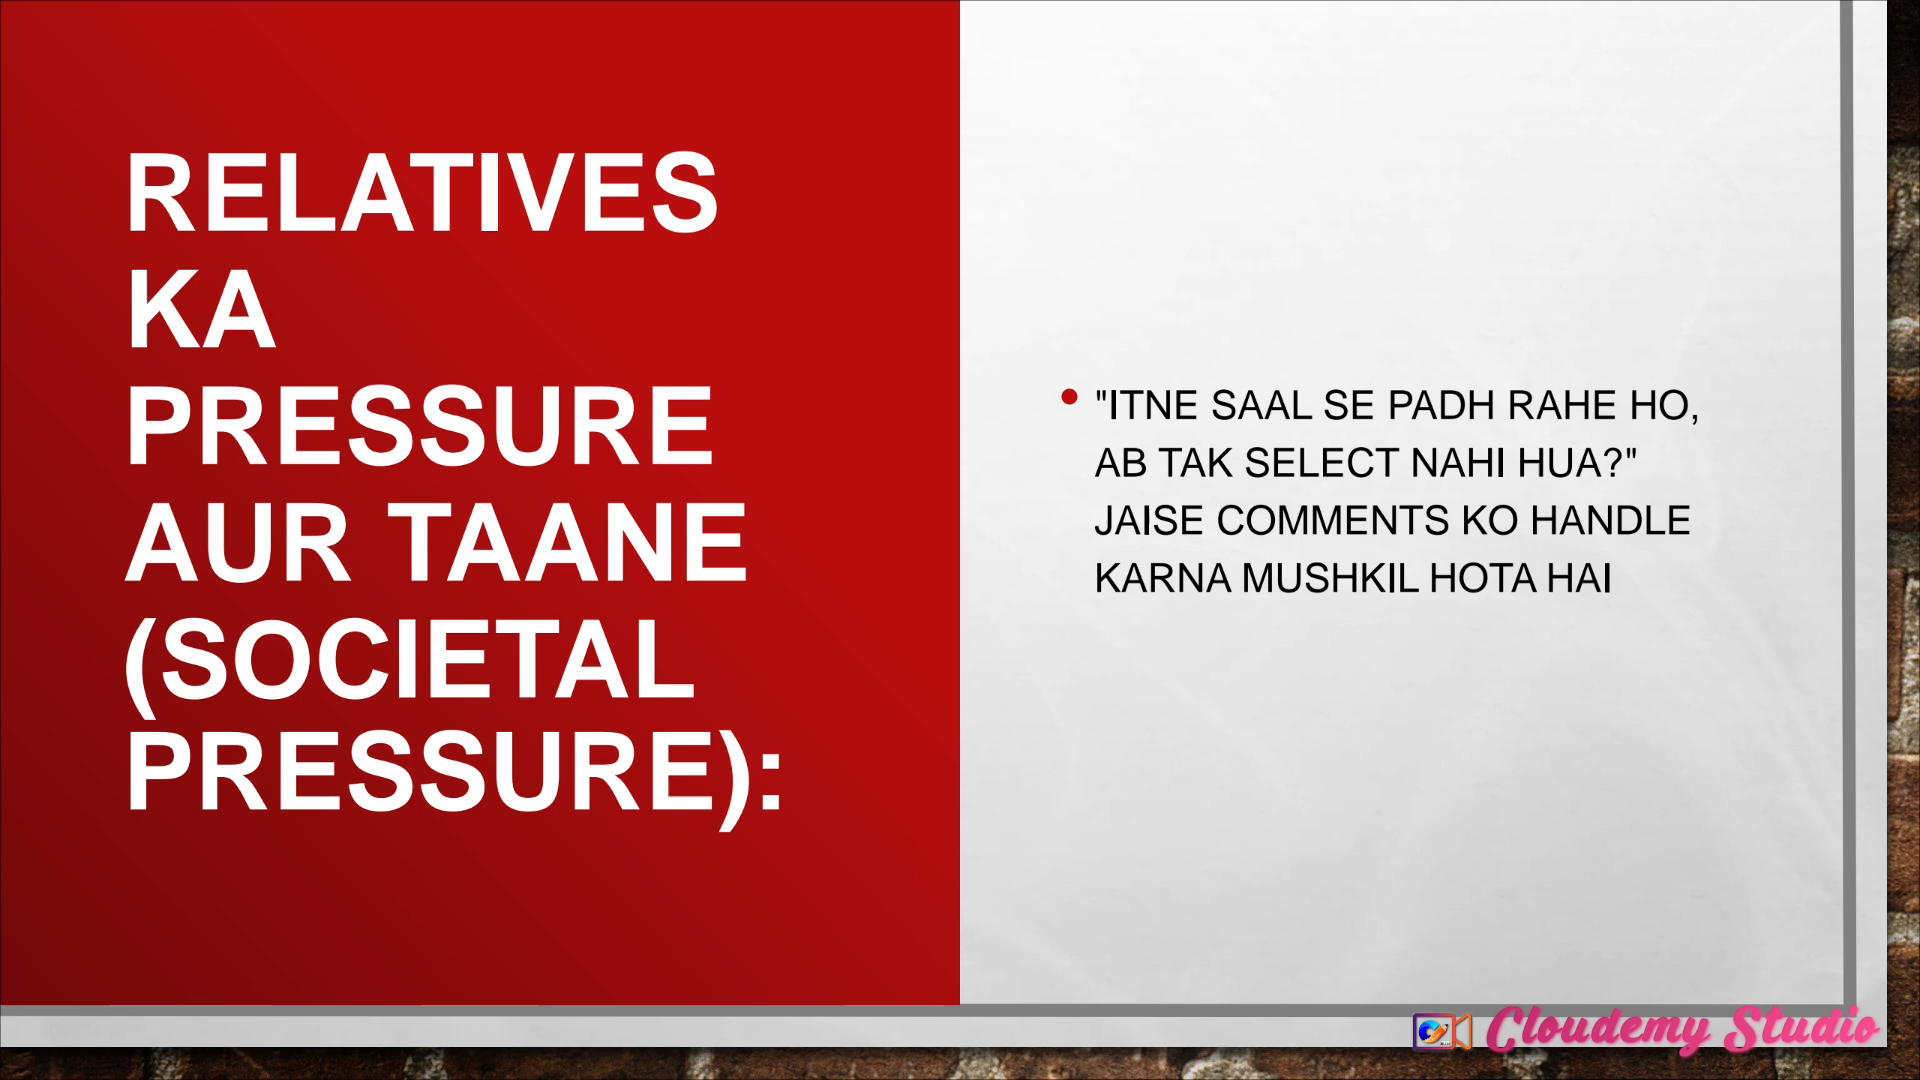 RELATIVES
KA
PRESSURE
AUR TAANE
(SOCIETAL
PRESSURE):
• "ITNE SAAL SE PADH RAHE HO,
AB TAK SELECT NAHI HUA?"
JAISE COMMENTS KO HANDLE
KARNA MUSHKIL HOTA HAI
Cloudemy Studio